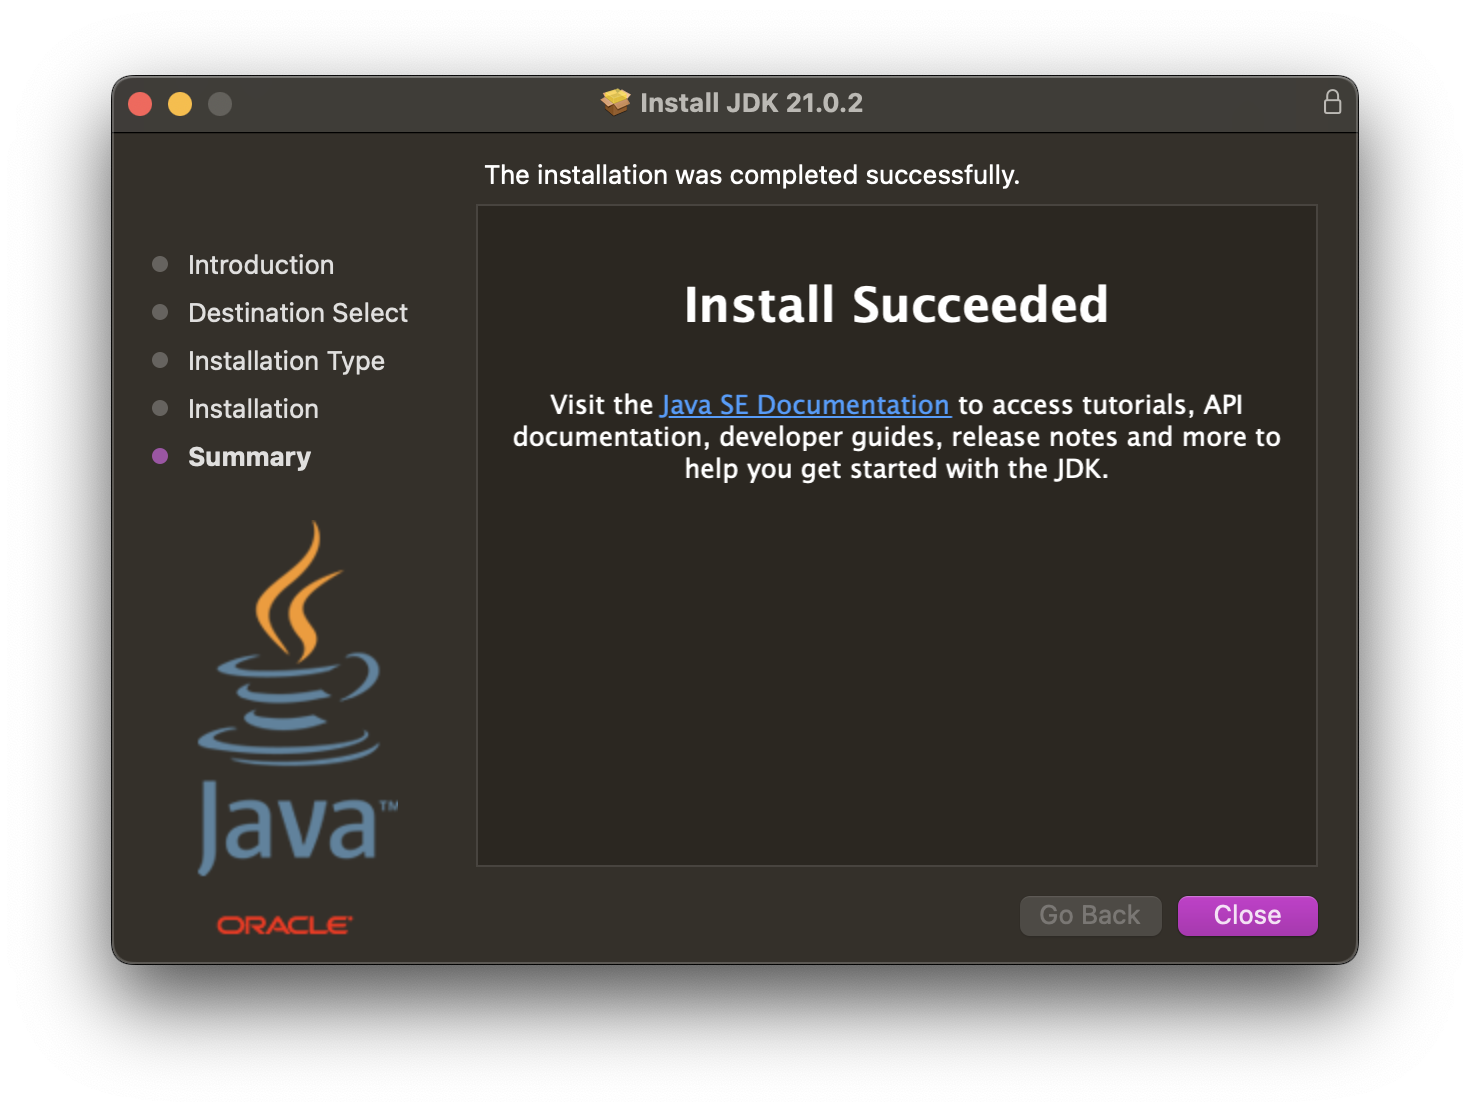 Install JDK 21.0.2
The installation was completed successfully.
Introduction
Destination Select
Installation Type
Installation
Summary
Install Succeeded
Visit the Java SE Documentation to access tutorials, API
documentation, developer guides, release notes and more to
help you get started with the JDK.
Java™
ORACLE
Go Back
Close